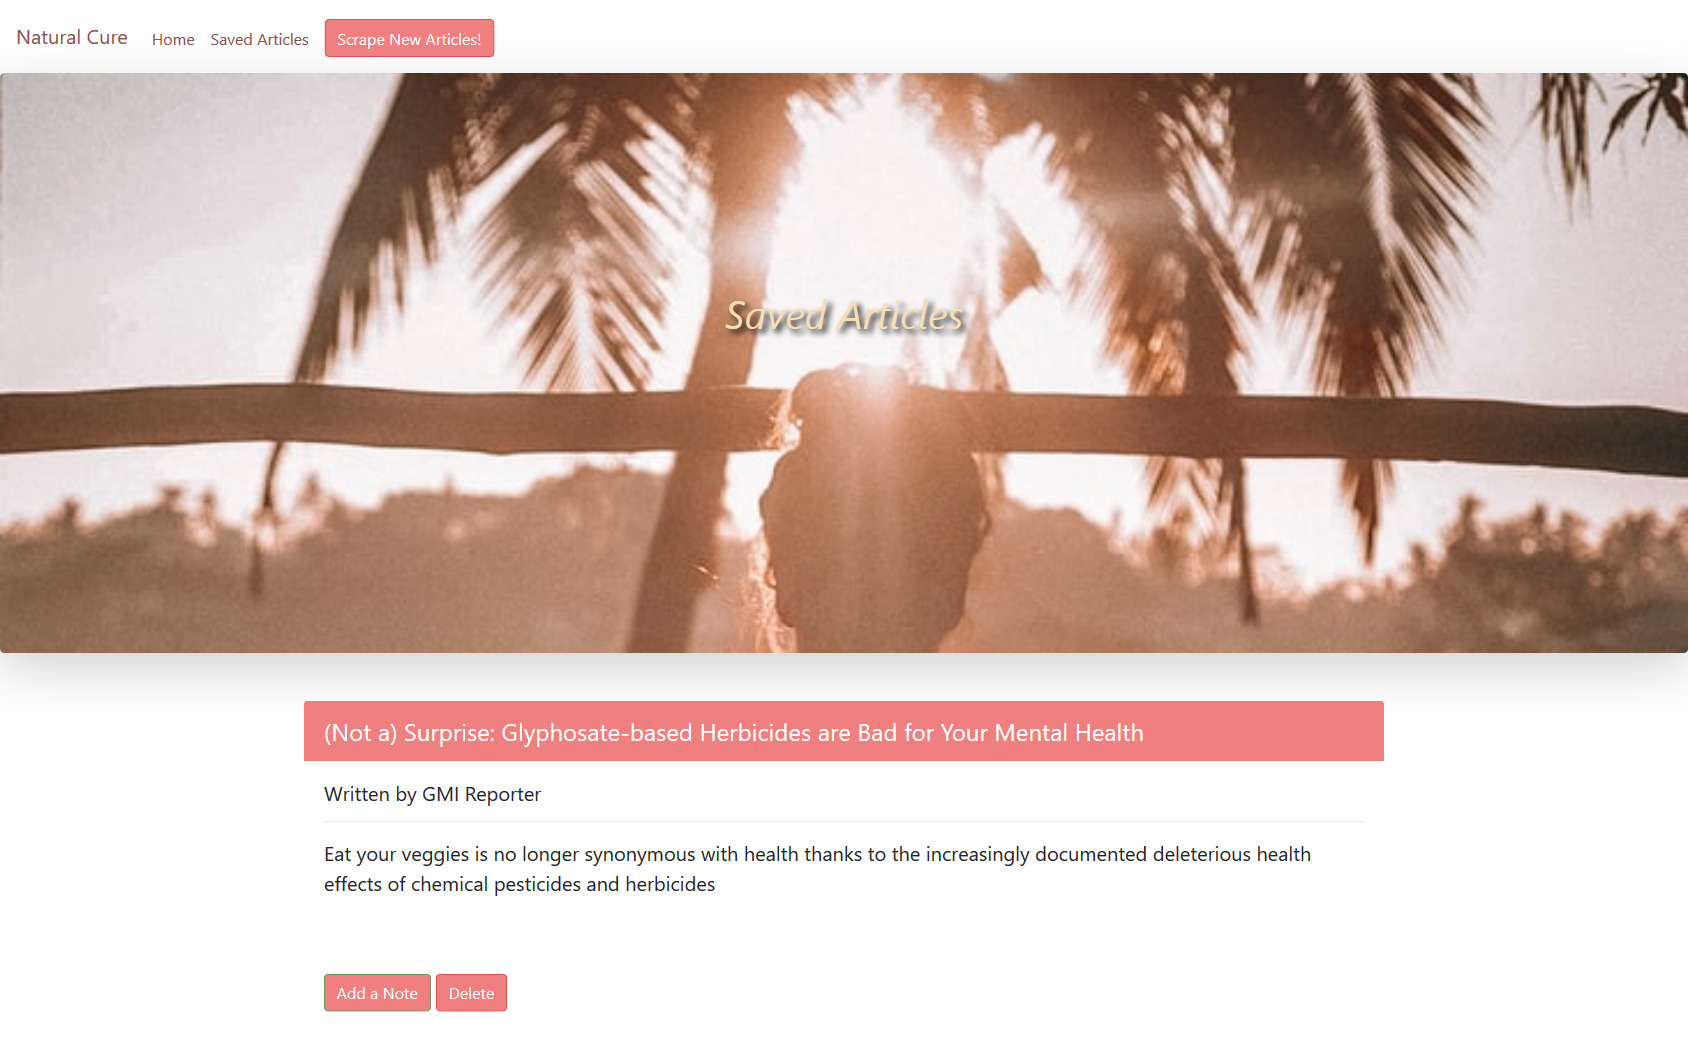 Natural Cure Home Saved Articles Scrape New Articles!
Saved Articles
(Not a) Surprise: Glyphosate-based Herbicides are Bad for Your Mental Health
Written by GMI Reporter
Eat your veggies is no longer synonymous with health thanks to the increasingly documented deleterious health
effects of chemical pesticides and herbicides
Add a Note Delete